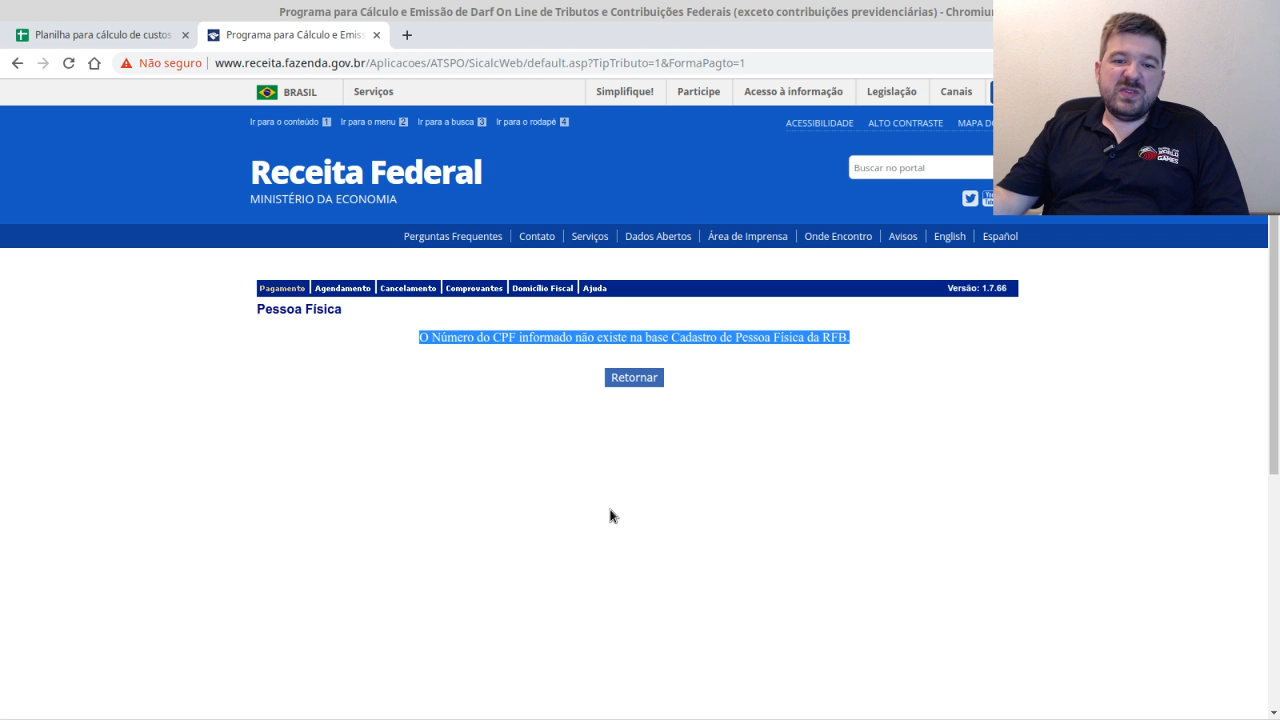 Programa para Cálculo e Emissão de Darf On Line de Tributos e Contribuições Federais (exceto contribuições previdenciárias) - Chromium
Planilha para cálculo de custos
Programa para Cálculo e Emiss
Não seguro
www.receita.fazenda.gov.br/Aplicacoes/ATSPO/SicalcWeb/default.asp?TipTributo=1&FormaPagto=1
BRASIL Serviços Simplifique! Participe Acesso à informação Legislação Canais
Ir para o conteúdo 1 Ir para o menu 2 Ir para a busca 3 Ir para o rodapé 4
ACESSIBILIDADE ALTO CONTRASTE MAPA DO
Receita Federal
Buscar no portal
MINISTÉRIO DA ECONOMIA
Perguntas Frequentes Contato Serviços Dados Abertos Área de Imprensa Onde Encontro Avisos English Español
Pagamento Agendamento Cancelamento Comprovantes Domicílio Fiscal Ajuda Versão: 1.7.66
Pessoa Física
O Número do CPF informado não existe na base Cadastro de Pessoa Física da RFB.
Retornar
WORLD
GAMES